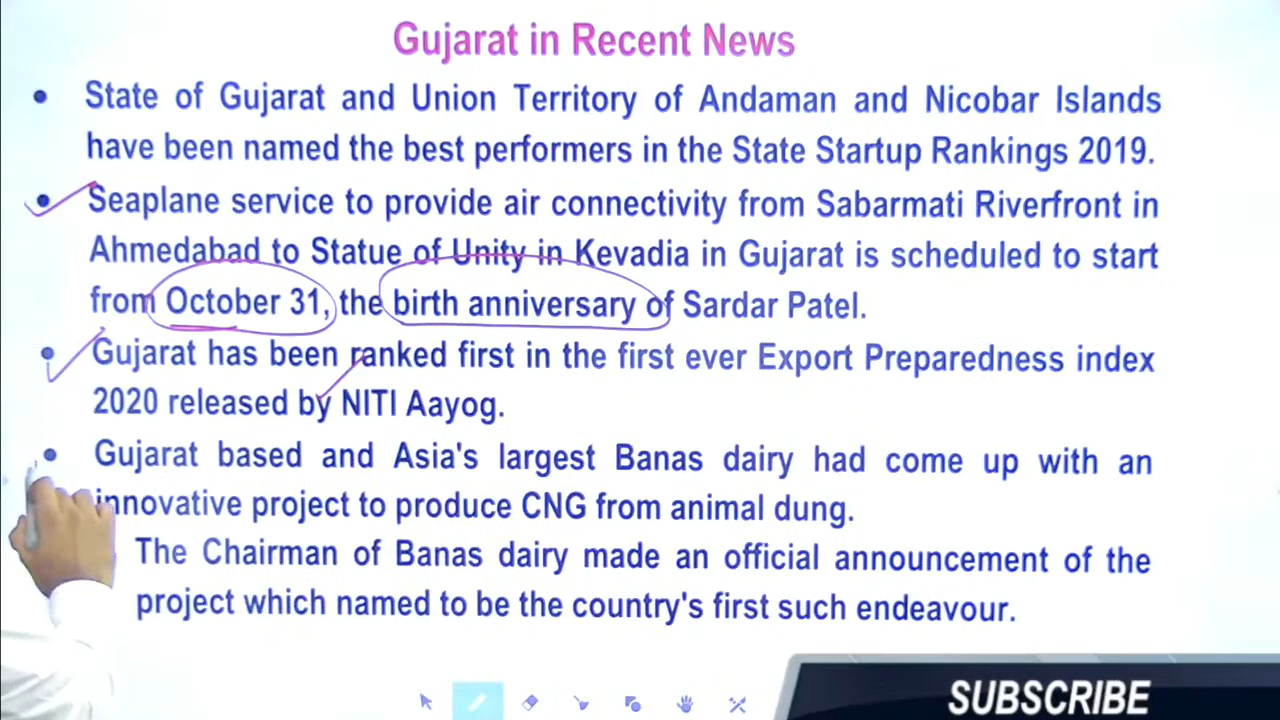 Gujarat in Recent News
• State of Gujarat and Union Territory of Andaman and Nicobar Islands
have been named the best performers in the State Startup Rankings 2019.
• Seaplane service to provide air connectivity from Sabarmati Riverfront in
Ahmedabad to Statue of Unity in Kevadia in Gujarat is scheduled to start
from October 31, the birth anniversary of Sardar Patel.
• Gujarat has been ranked first in the first ever Export Preparedness index
2020 released by NITI Aayog.
• Gujarat based and Asia's largest Banas dairy had come up with an
innovative project to produce CNG from animal dung.
The Chairman of Banas dairy made an official announcement of the
project which named to be the country's first such endeavour.
SUBSCRIBE